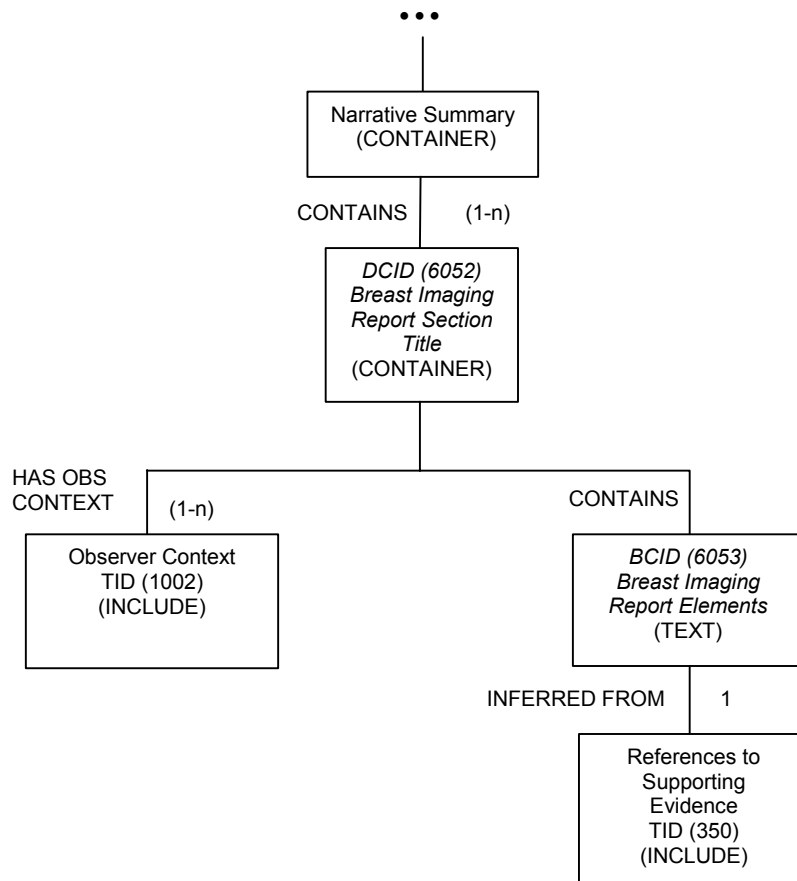 •••
Narrative Summary
(CONTAINER)
CONTAINS (1-n)
DCID (6052)
Breast Imaging
Report Section
Title
(CONTAINER)
HAS OBS
CONTEXT
(1-n)
CONTAINS
Observer Context
TID (1002)
(INCLUDE)
BCID (6053)
Breast Imaging
Report Elements
(TEXT)
INFERRED FROM 1
References to
Supporting
Evidence
TID (350)
(INCLUDE)